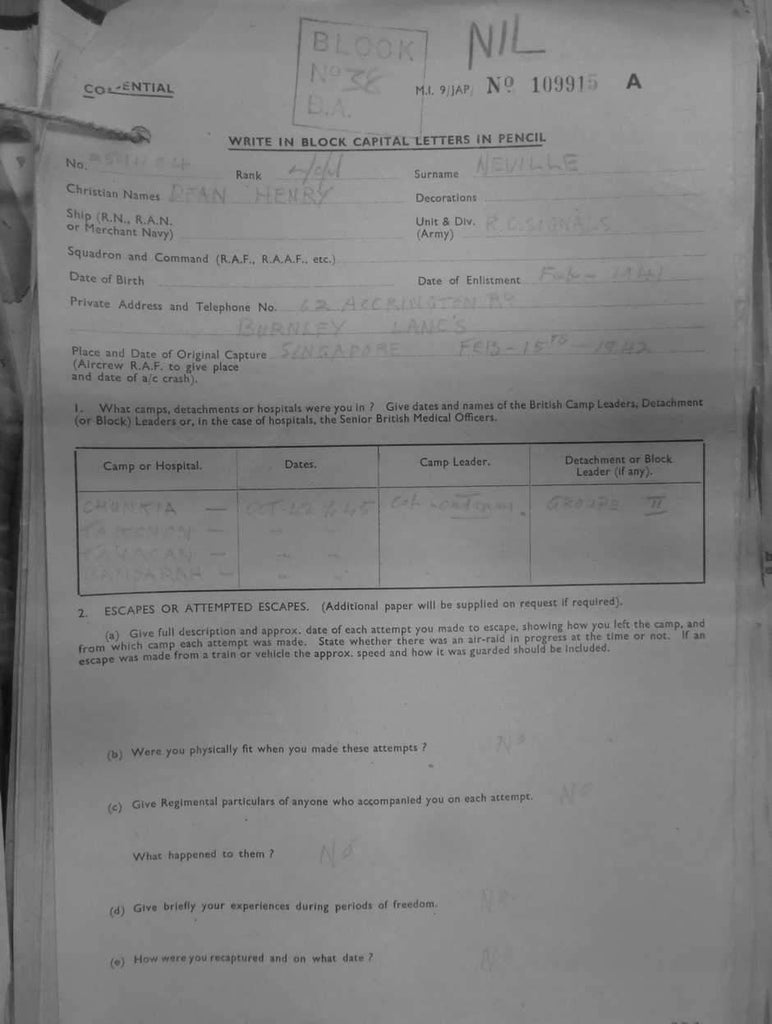 BLOCK
NIL
No 38
B.A.
M.I. 9/JAP/ No 109915 A
WRITE IN BLOCK CAPITAL LETTERS IN PENCIL
No. Rank Surname NEVILLE
Christian Names DEAN HENRY Decorations
Ship (R.N., R.A.N. or Merchant Navy)
Unit & Div. (Army) R.C.SIGNALS
Squadron and Command (R.A.F., R.A.A.F., etc.)
Date of Birth Date of Enlistment 1941
Private Address and Telephone No. 62 ACCRINGTON RD
BURNLEY LANC'S
Place and Date of Original Capture SINGAPORE FEB-15TH-1942
(Aircrew R.A.F. to give place
and date of a/c crash).
1. What camps, detachments or hospitals were you in ? Give dates and names of the British Camp Leaders, Detachment
(or Block) Leaders or, in the case of hospitals, the Senior British Medical Officers.
Camp or Hospital. Dates. Camp Leader. Detachment or Block Leader (if any).
CHUNKIA — OCT-42 45 Col GROUPE II
2. ESCAPES OR ATTEMPTED ESCAPES. (Additional paper will be supplied on request if required).
(a) Give full description and approx. date of each attempt you made to escape, showing how you left the camp, and
from which camp each attempt was made. State whether there was an air-raid in progress at the time or not. If an
escape was made from a train or vehicle the approx. speed and how it was guarded should be included.
(b) Were you physically fit when you made these attempts ? NO
(c) Give Regimental particulars of anyone who accompanied you on each attempt. NO
What happened to them ? NO
(d) Give briefly your experiences during periods of freedom. NO
(e) How were you recaptured and on what date ? NO